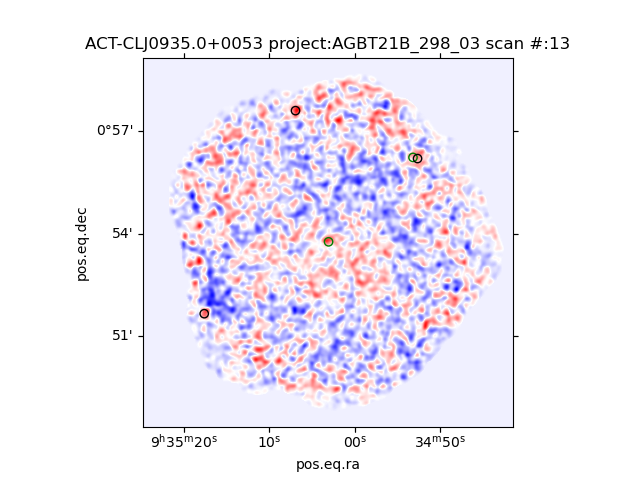 ACT-CLJ0935.0+0053 project:AGBT21B_298_03 scan #:13
0°57'
54'
51'
pos.eq.dec
9ʰ35ᵐ20ˢ 10ˢ 00ˢ 34ᵐ50ˢ
pos.eq.ra